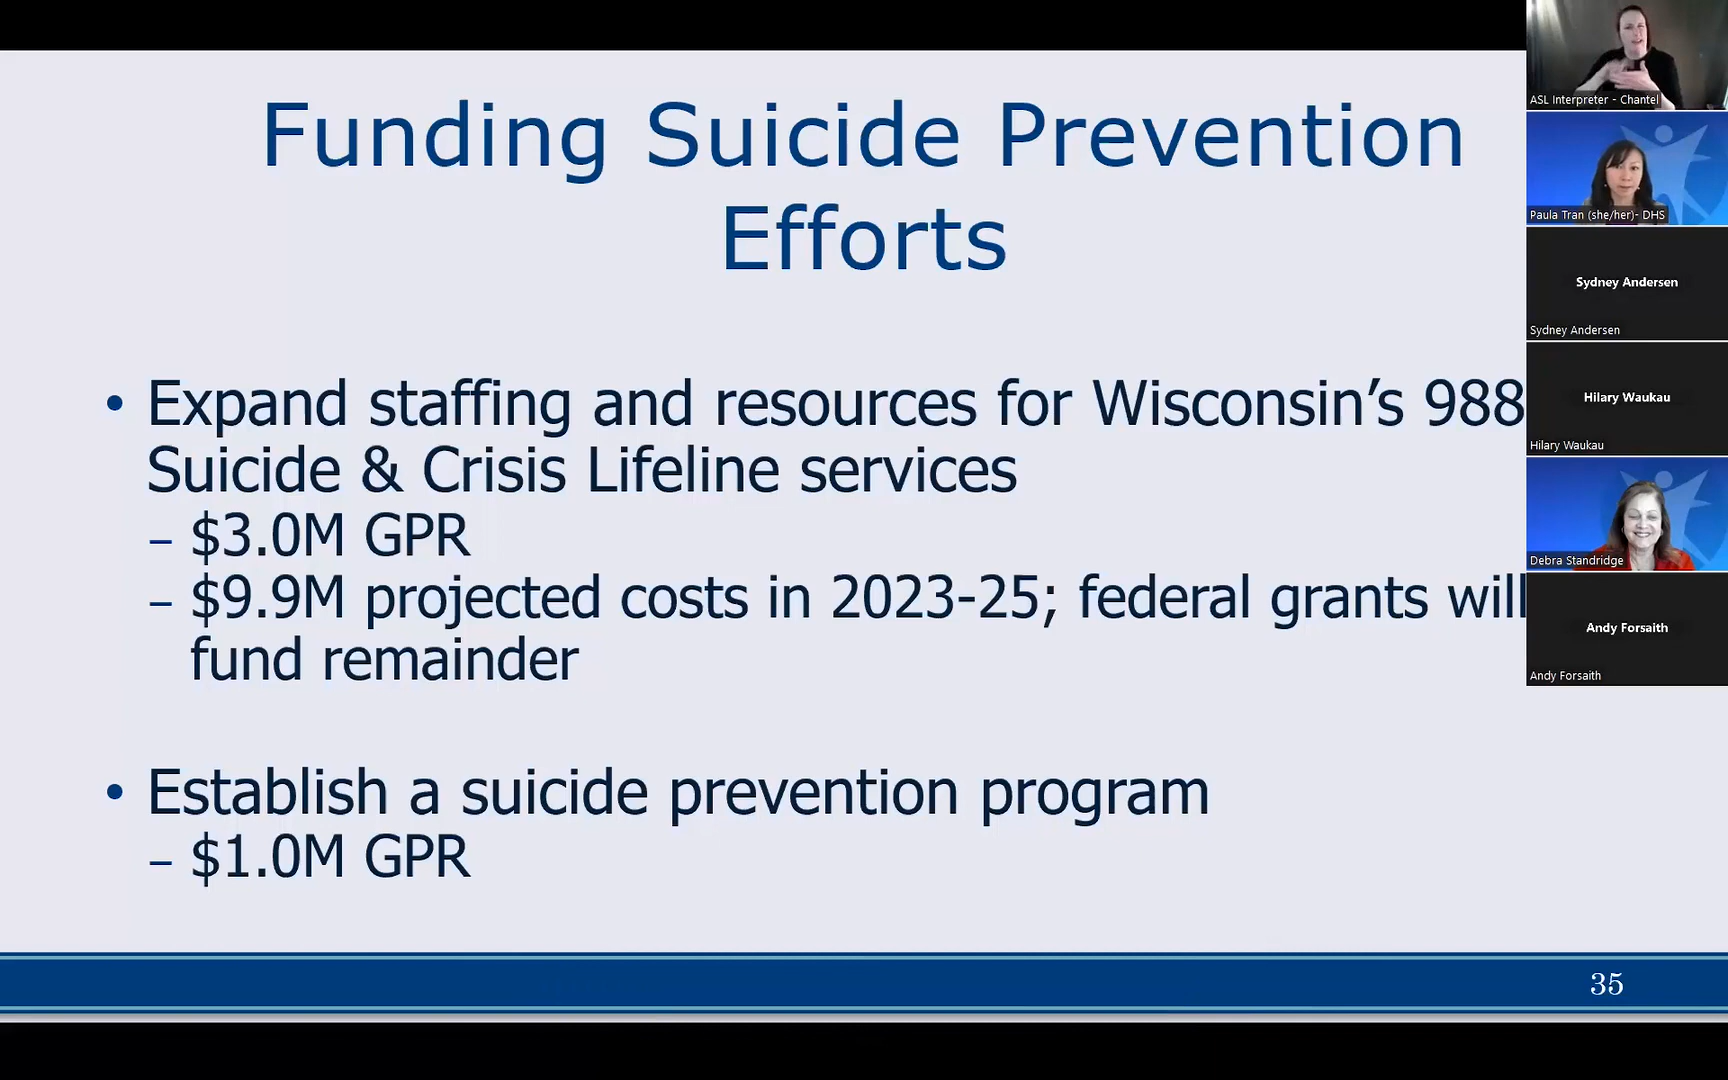 Funding Suicide Prevention
Efforts
• Expand staffing and resources for Wisconsin’s 988
Suicide & Crisis Lifeline services
– $3.0M GPR
– $9.9M projected costs in 2023-25; federal grants will
fund remainder
• Establish a suicide prevention program
– $1.0M GPR
35
ASL Interpreter - Chantel
Paula Tran (she/her)- DHS
Sydney Andersen
Sydney Andersen
Hilary Waukau
Hilary Waukau
Debra Standridge
Andy Forsaith
Andy Forsaith